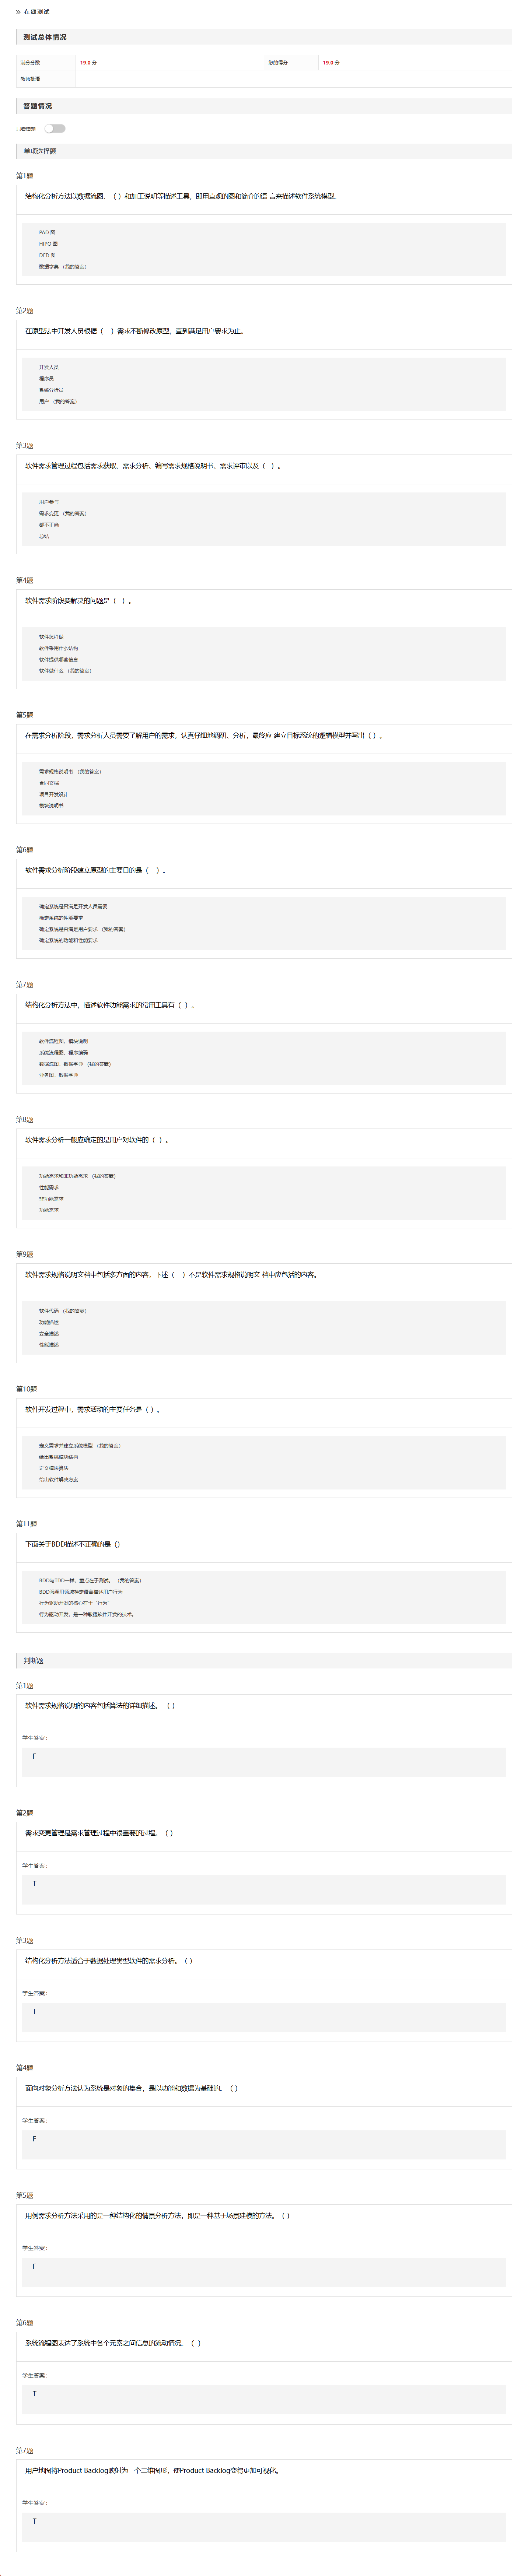 » 在线测试
测试总体情况
满分分数 19.0 分 您的得分 19.0 分
教师批语
答题情况
只看错题
单项选择题
第1题
结构化分析方法以数据流图、（ ）和加工说明等描述工具，即用直观的图和简介的语 言来描述软件系统模型。
PAD 图
HIPO 图
DFD 图
数据字典 （我的答案）
第2题
在原型法中开发人员根据（ ）需求不断修改原型，直到满足用户要求为止。
开发人员
程序员
系统分析员
用户 （我的答案）
第3题
软件需求管理过程包括需求获取、需求分析、编写需求规格说明书、需求评审以及（ ）。
用户参与
需求变更 （我的答案）
都不正确
总结
第4题
软件需求阶段要解决的问题是（ ）。
软件怎样做
软件采用什么结构
软件提供哪些信息
软件做什么 （我的答案）
第5题
在需求分析阶段，需求分析人员需要了解用户的需求，认真仔细地调研、分析，最终应 建立目标系统的逻辑模型并写出（ ）。
需求规格说明书 （我的答案）
合同文档
项目开发设计
模块说明书
第6题
软件需求分析阶段建立原型的主要目的是（ ）。
确定系统是否满足开发人员需要
确定系统的性能要求
确定系统是否满足用户要求 （我的答案）
确定系统的功能和性能要求
第7题
结构化分析方法中，描述软件功能需求的常用工具有（ ）。
软件流程图、模块说明
系统流程图、程序编码
数据流图、数据字典 （我的答案）
业务图、数据字典
第8题
软件需求分析一般应确定的是用户对软件的（ ）。
功能需求和非功能需求 （我的答案）
性能需求
非功能需求
功能需求
第9题
软件需求规格说明文档中包括多方面的内容，下述（ ）不是软件需求规格说明文 档中应包括的内容。
软件代码 （我的答案）
功能描述
安全描述
性能描述
第10题
软件开发过程中，需求活动的主要任务是（ ）。
定义需求并建立系统模型 （我的答案）
给出系统模块结构
定义模块算法
给出软件解决方案
第11题
下面关于BDD描述不正确的是()
BDD与TDD一样，重点在于测试。 （我的答案）
BDD强调用领域特定语言描述用户行为
行为驱动开发的核心在于“行为”
行为驱动开发，是一种敏捷软件开发的技术。
判断题
第1题
软件需求规格说明的内容包括算法的详细描述。 （ ）
学生答案：
F
第2题
需求变更管理是需求管理过程中很重要的过程。（ ）
学生答案：
T
第3题
结构化分析方法适合于数据处理类型软件的需求分析。（ ）
学生答案：
T
第4题
面向对象分析方法认为系统是对象的集合，是以功能和数据为基础的。（ ）
学生答案：
F
第5题
用例需求分析方法采用的是一种结构化的情景分析方法，即是一种基于场景建模的方法。（ ）
学生答案：
F
第6题
系统流程图表达了系统中各个元素之间信息的流动情况。（ ）
学生答案：
T
第7题
用户地图将Product Backlog映射为一个二维图形，使Product Backlog变得更加可视化。
学生答案：
T